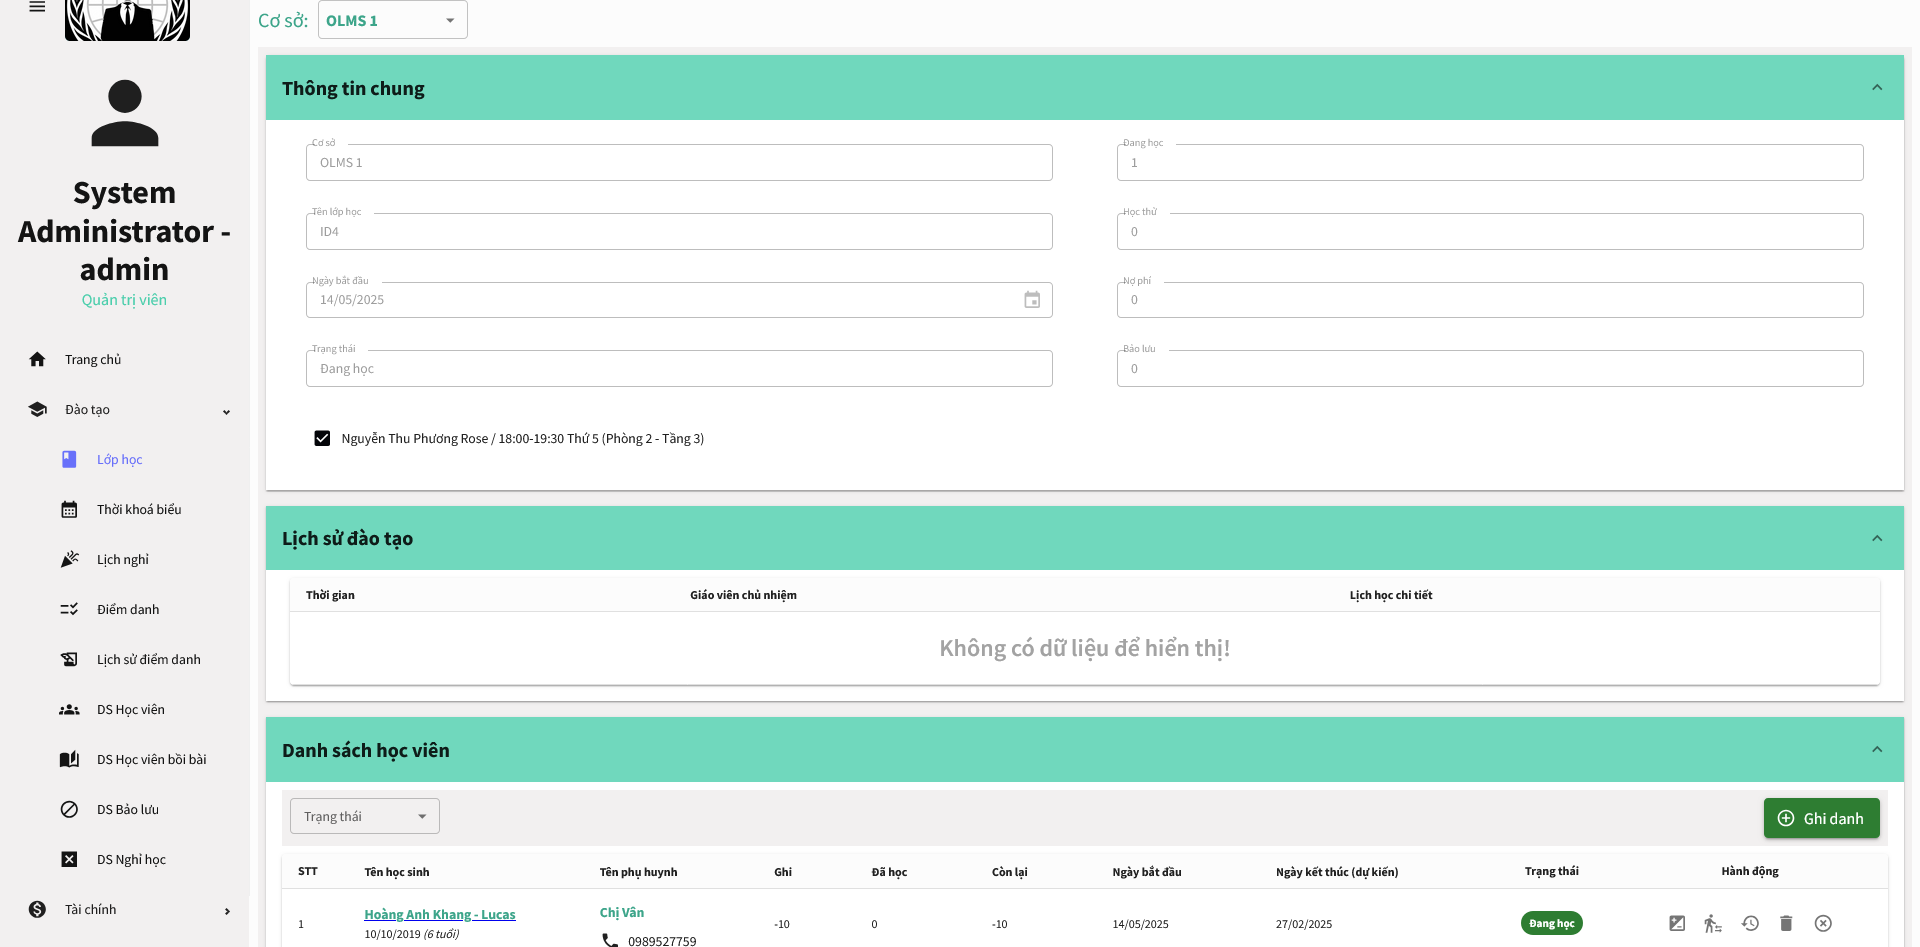 Cơ sở:
OLMS 1
System
Administrator -
admin
Quản trị viên
Trang chủ
Đào tạo
Lớp học
Thời khoá biểu
Lịch nghỉ
Điểm danh
Lịch sử điểm danh
DS Học viên
DS Học viên bồi bài
DS Bảo lưu
DS Nghỉ học
Tài chính
Thông tin chung
Cơ sở
OLMS 1
Đang học
1
Tên lớp học
ID4
Học thử
0
Ngày bắt đầu
14/05/2025
Nợ phí
0
Trạng thái
Đang học
Bảo lưu
0
Nguyễn Thu Phương Rose / 18:00-19:30 Thứ 5 (Phòng 2 - Tầng 3)
Lịch sử đào tạo
Thời gian Giáo viên chủ nhiệm Lịch học chi tiết
Không có dữ liệu để hiển thị!
Danh sách học viên
Trạng thái
Ghi danh
STT Tên học sinh Tên phụ huynh Ghi Đã học Còn lại Ngày bắt đầu Ngày kết thúc (dự kiến) Trạng thái Hành động
1 Hoàng Anh Khang - Lucas Chị Vân -10 0 -10 14/05/2025 27/02/2025 Đang học
10/10/2019 (6 tuổi) 0989527759